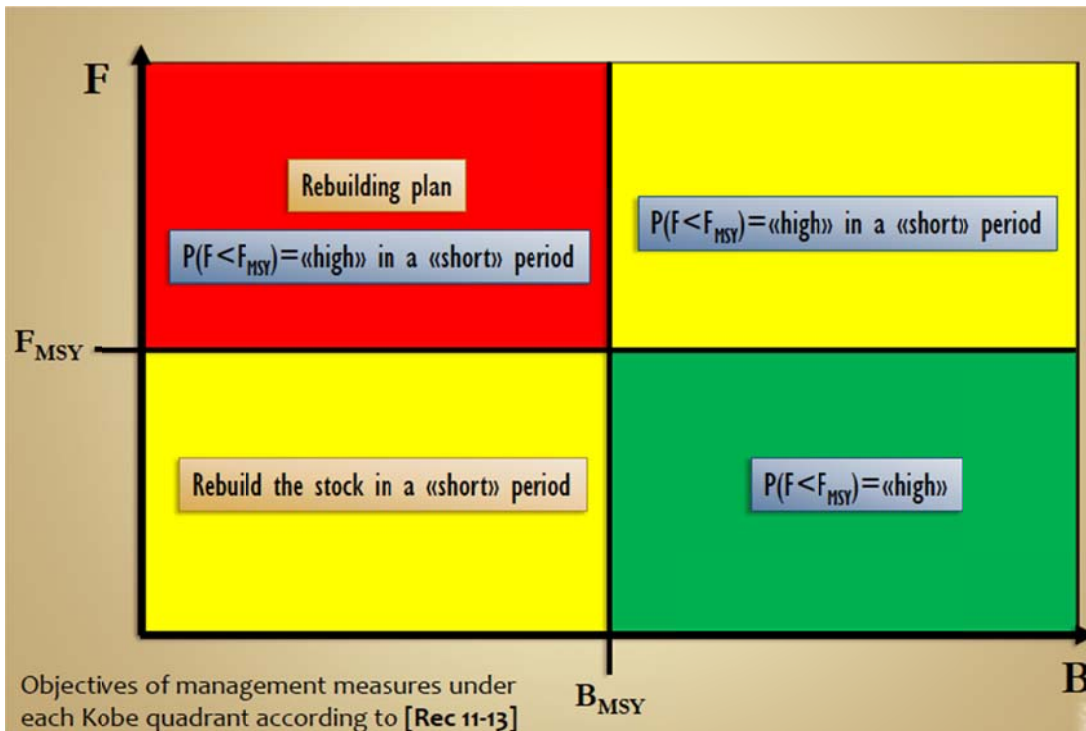 F
Rebuilding plan
P(F<F_MSY)=«high» in a «short» period
P(F<F_MSY)=«high» in a «short» period
F_MSY
Rebuild the stock in a «short» period
P(F<F_MSY)=«high»
B_MSY
B
Objectives of management measures under
each Kobe quadrant according to [Rec 11-13]